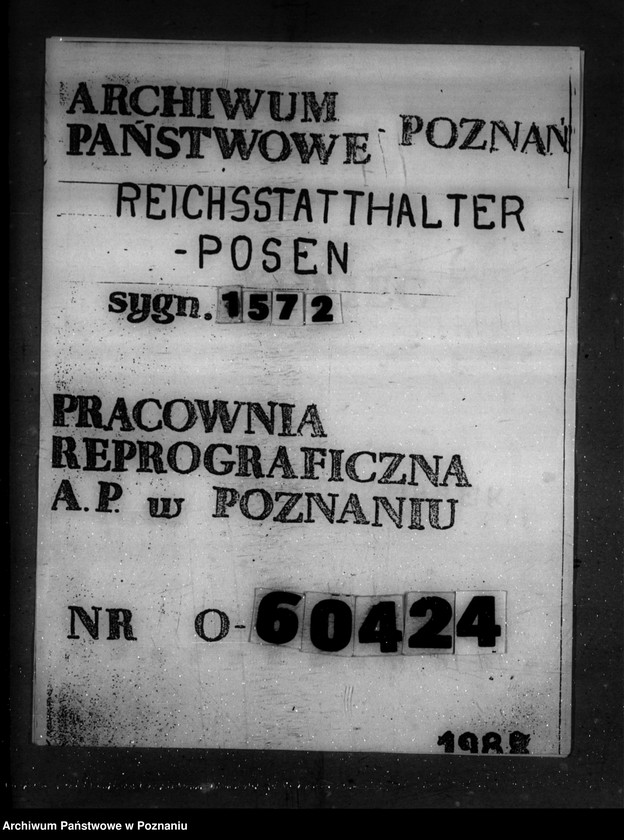 ARCHIWUM
PAŃSTWOWE - POZNAŃ
REICHSSTATTHALTER
-POSEN
sygn. 1572
PRACOWNIA
REPROGRAFICZNA
A.P. w POZNANIU
NR O-60424
Archiwum Państwowe w Poznaniu